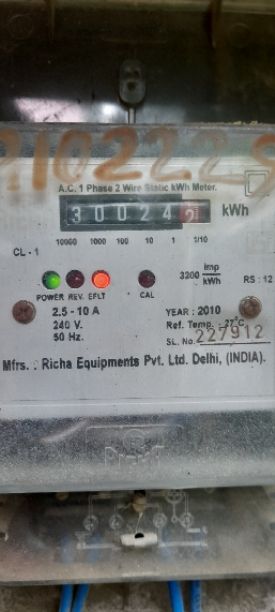 A.C. 1 Phase 2 Wire Static kWh Meter.
300242 kWh
10000 1000 100 10 1 1/10
CL - 1
3200 imp/kWh
RS : 12
POWER REV. EFLT CAL
2.5 - 10 A
240 V.
50 Hz.
YEAR : 2010
Ref. Temp. : 27°C
SL. No. 227912
Mfrs. : Richa Equipments Pvt. Ltd. Delhi, (INDIA).